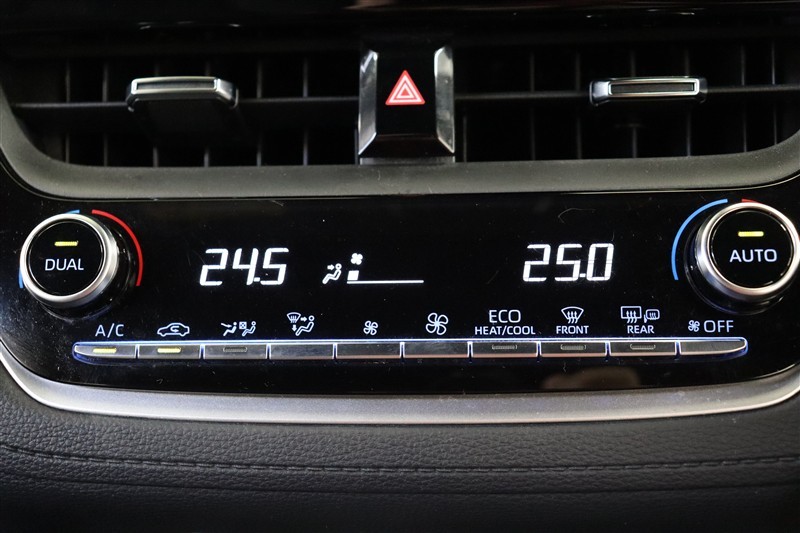 DUAL
24.5
25.0
AUTO
A/C
ECO
HEAT/COOL
FRONT
REAR
OFF